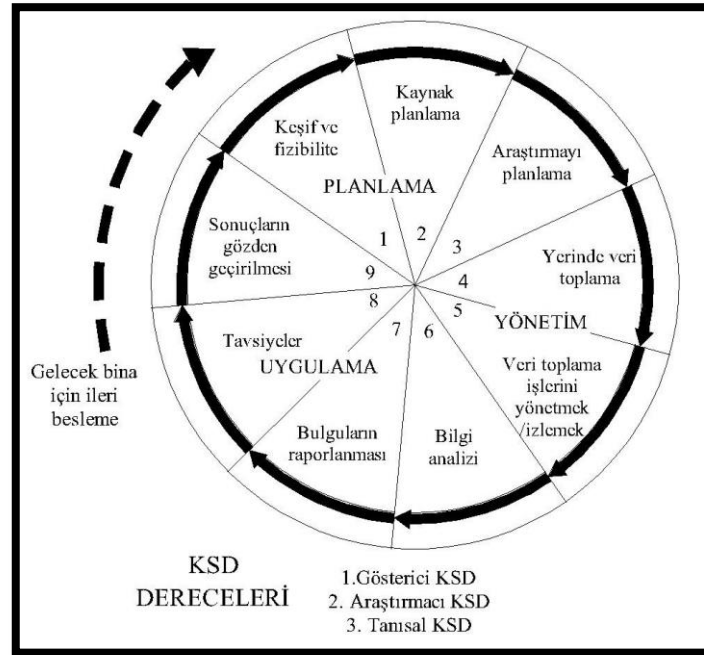 Keşif ve
fizibilite
Kaynak
planlama
Araştırmayı
planlama
PLANLAMA
Sonuçların
gözden
geçirilmesi
Yerinde veri
toplama
1
2
3
4
5
6
7
8
9
YÖNETİM
Veri toplama
işlerini
yönetmek
/izlemek
Tavsiyeler
UYGULAMA
Bulguların
raporlanması
Bilgi
analizi
Gelecek bina
için ileri
besleme
KSD
DERECELERİ
1.Gösterici KSD
2. Araştırmacı KSD
3. Tanısal KSD